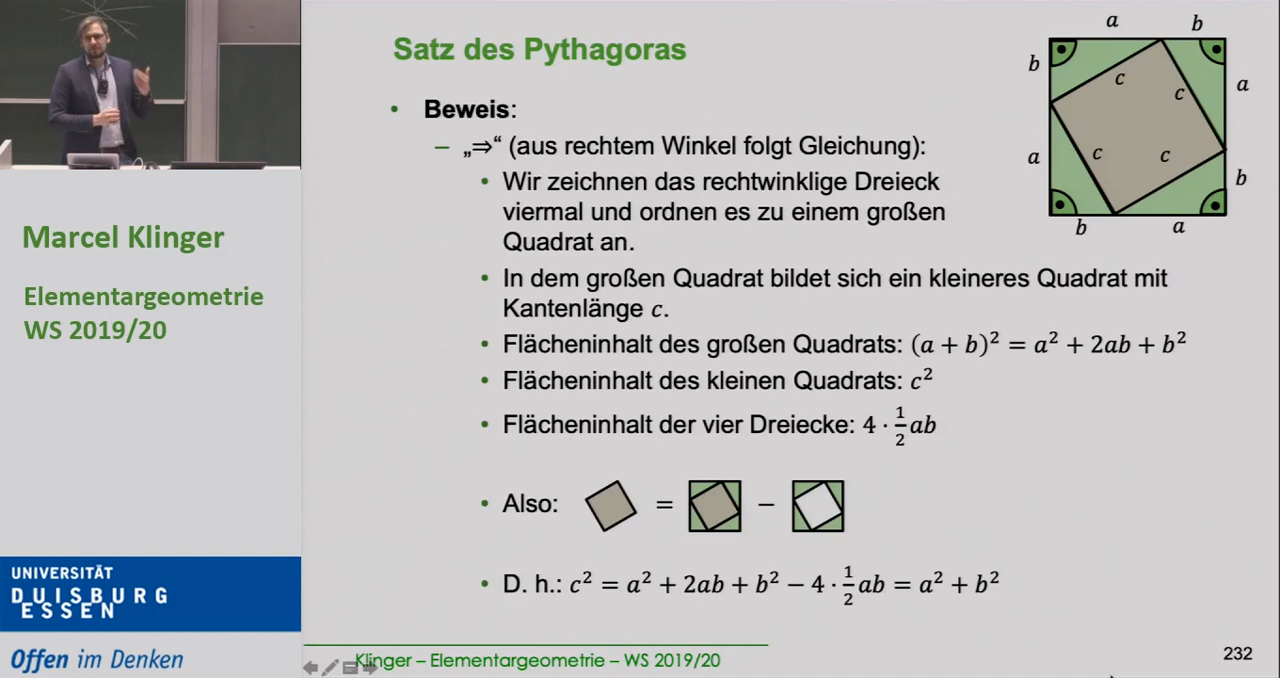 Marcel Klinger
Elementargeometrie
WS 2019/20
UNIVERSITÄT
DUISBURG
ESSEN
Offen im Denken
Satz des Pythagoras
• Beweis:
– „⇒“ (aus rechtem Winkel folgt Gleichung):
• Wir zeichnen das rechtwinklige Dreieck
viermal und ordnen es zu einem großen
Quadrat an.
• In dem großen Quadrat bildet sich ein kleineres Quadrat mit
Kantenlänge c.
• Flächeninhalt des großen Quadrats: (a + b)² = a² + 2ab + b²
• Flächeninhalt des kleinen Quadrats: c²
• Flächeninhalt der vier Dreiecke: 4 · 1/2 ab
• Also: = −
• D. h.: c² = a² + 2ab + b² − 4 · 1/2 ab = a² + b²
a b
b c c a
a c c b
b a
Klinger – Elementargeometrie – WS 2019/20
232